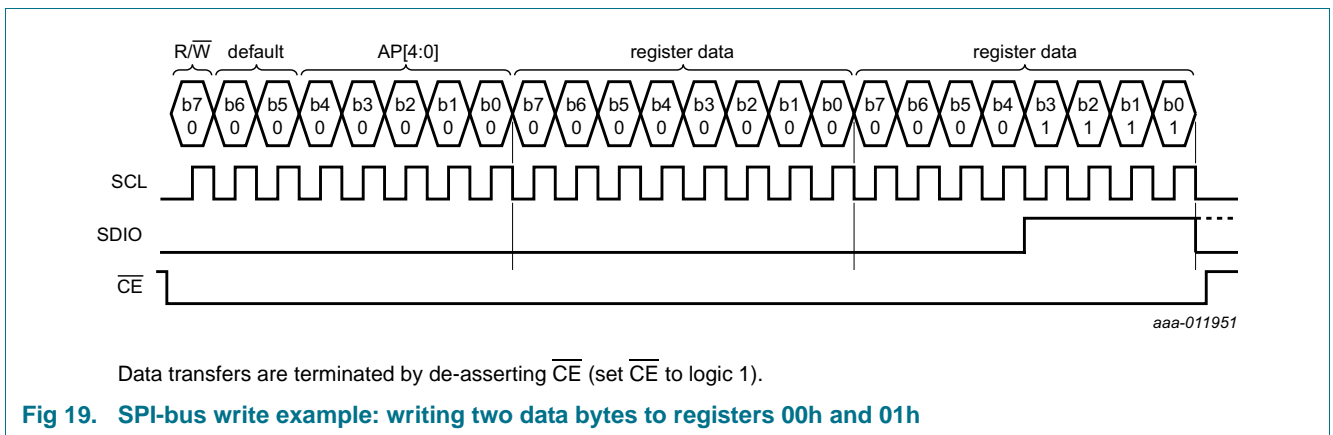 R/W̅ default AP[4:0] register data register data
b7 b6 b5 b4 b3 b2 b1 b0 b7 b6 b5 b4 b3 b2 b1 b0 b7 b6 b5 b4 b3 b2 b1 b0
0 0 0 0 0 0 0 0 0 0 0 0 0 0 0 0 0 0 0 0 1 1 1 1
SCL
SDIO
C̅E̅
aaa-011951
Data transfers are terminated by de-asserting C̅E̅ (set C̅E̅ to logic 1).
Fig 19. SPI-bus write example: writing two data bytes to registers 00h and 01h